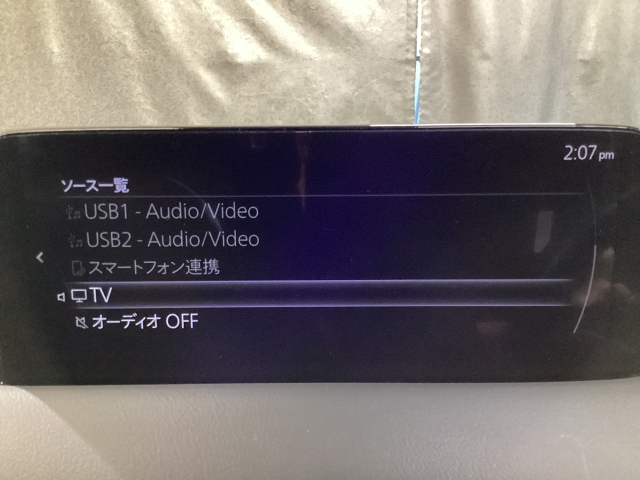 2:07 pm
ソース一覧
USB1 - Audio/Video
USB2 - Audio/Video
スマートフォン連携
TV
オーディオ OFF